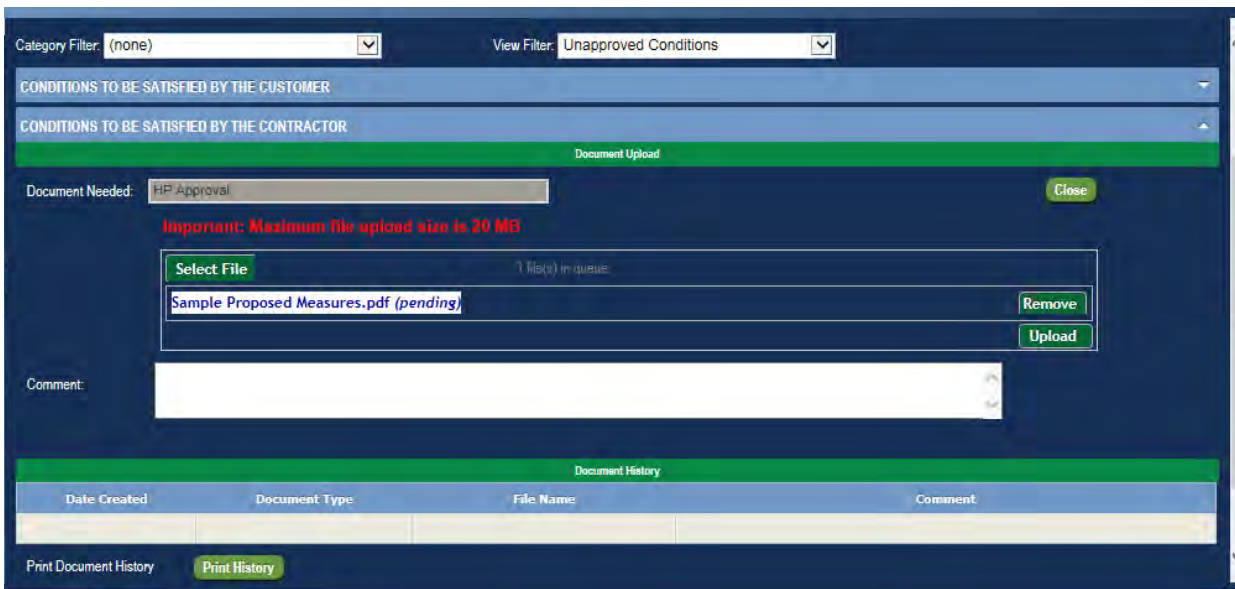 Category Filter: (none) View Filter: Unapproved Conditions
CONDITIONS TO BE SATISFIED BY THE CUSTOMER
CONDITIONS TO BE SATISFIED BY THE CONTRACTOR
Document Upload
Document Needed: HP Approval Close
Important: Maximum file upload size is 20 MB
Select File 1 file(s) in queue.
Sample Proposed Measures.pdf (pending) Remove
Upload
Comment:
Document History
Date Created Document Type File Name Comment
Print Document History Print History